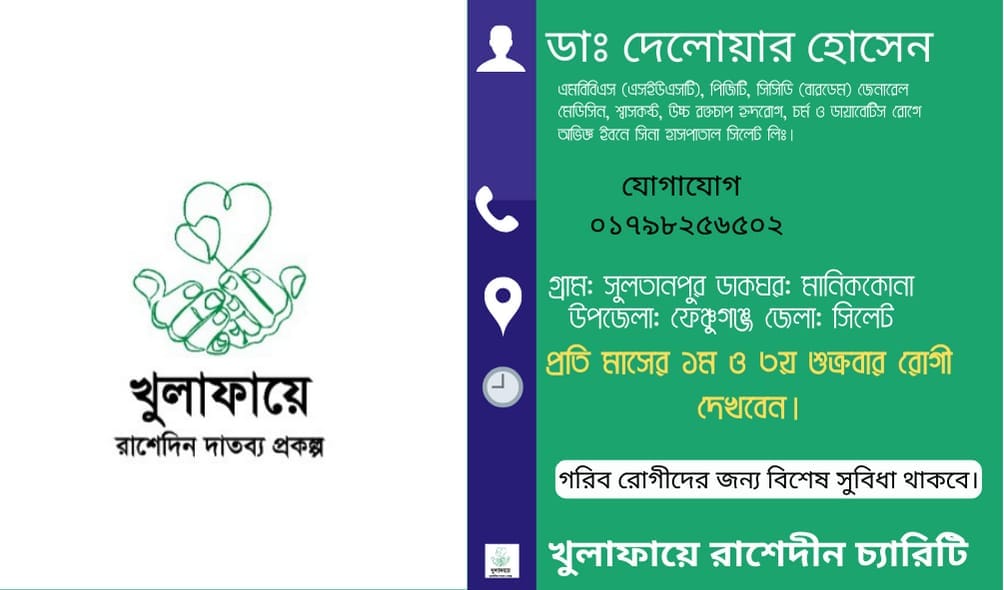 খুলাফায়ে
রাশেদিন দাতব্য প্রকল্প
ডাঃ দেলোয়ার হোসেন
এমবিবিএস (এসইউএসটি), পিজিটি, সিসিডি (বারডেম) জেনারেল
মেডিসিন, শ্বাসকষ্ট, উচ্চ রক্তচাপ হৃদরোগ, চর্ম ও ডায়াবেটিস রোগে
অভিজ্ঞ ইবনে সিনা হাসপাতাল সিলেট লিঃ।
যোগাযোগ
০১৭৯৮২৫৬৫০২
গ্রাম: সুলতানপুর ডাকঘর: মানিককোনা
উপজেলা: ফেঞ্চুগঞ্জ জেলা: সিলেট
প্রতি মাসের ১ম ও ৩য় শুক্রবার রোগী
দেখবেন।
গরিব রোগীদের জন্য বিশেষ সুবিধা থাকবে।
খুলাফায়ে
খুলাফায়ে রাশেদীন চ্যারিটি